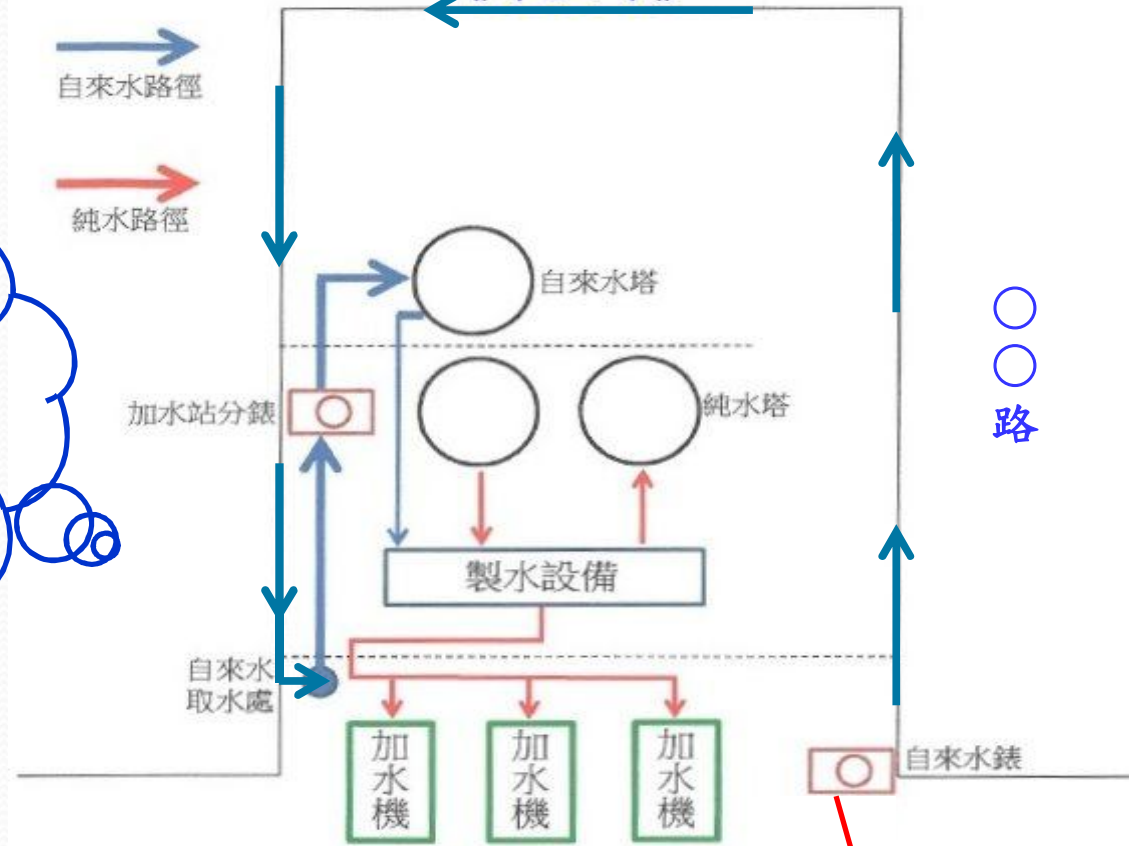 自來水路徑
純水路徑
自來水塔
○○路
加水站分錶
純水塔
製水設備
自來水
取水處
加水機
加水機
加水機
自來水錶